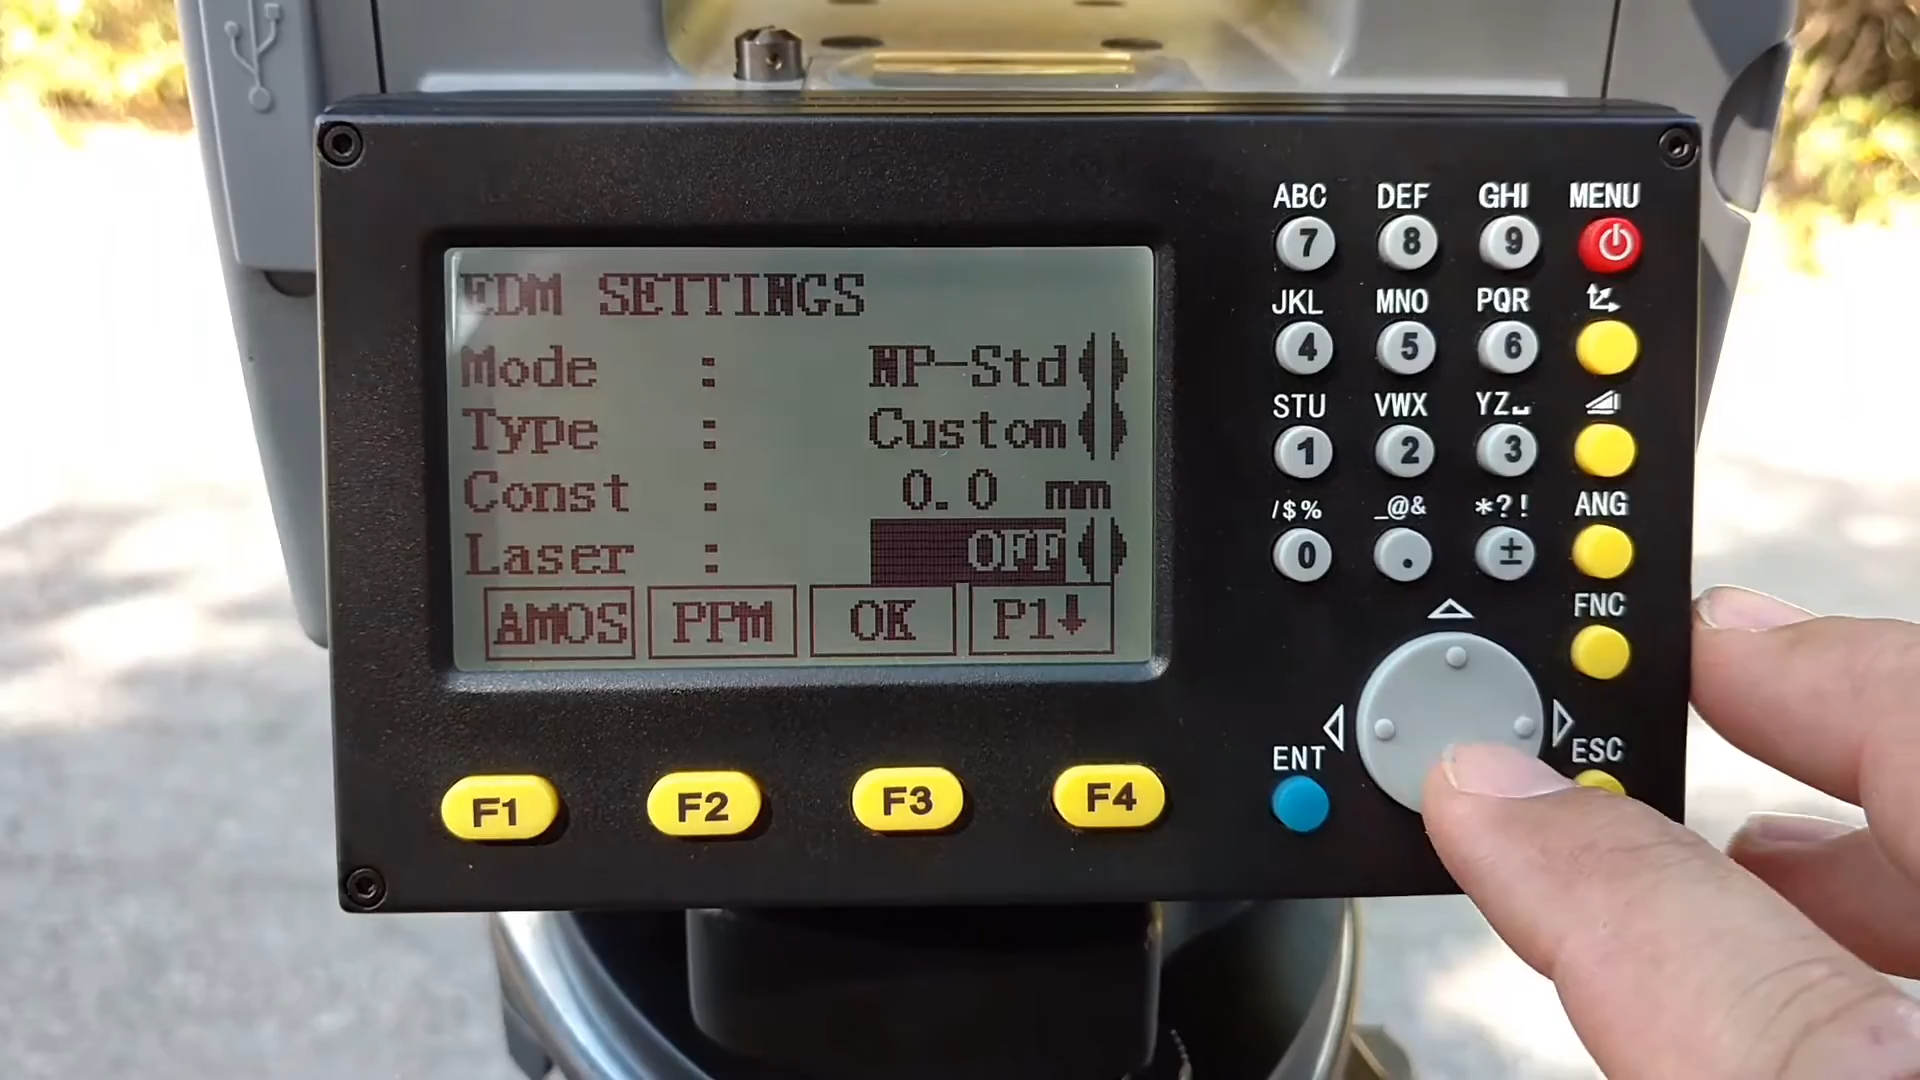 EDM SETTINGS
Mode : NP-Std
Type : Custom
Const : 0.0 mm
Laser : OFF
AMOS PPM OK P1↓
F1 F2 F3 F4
ABC DEF GHI MENU
7 8 9
JKL MNO PQR
4 5 6
STU VWX YZ␣
1 2 3
/$% _@& *?! ANG
0 . ±
FNC
ENT ESC